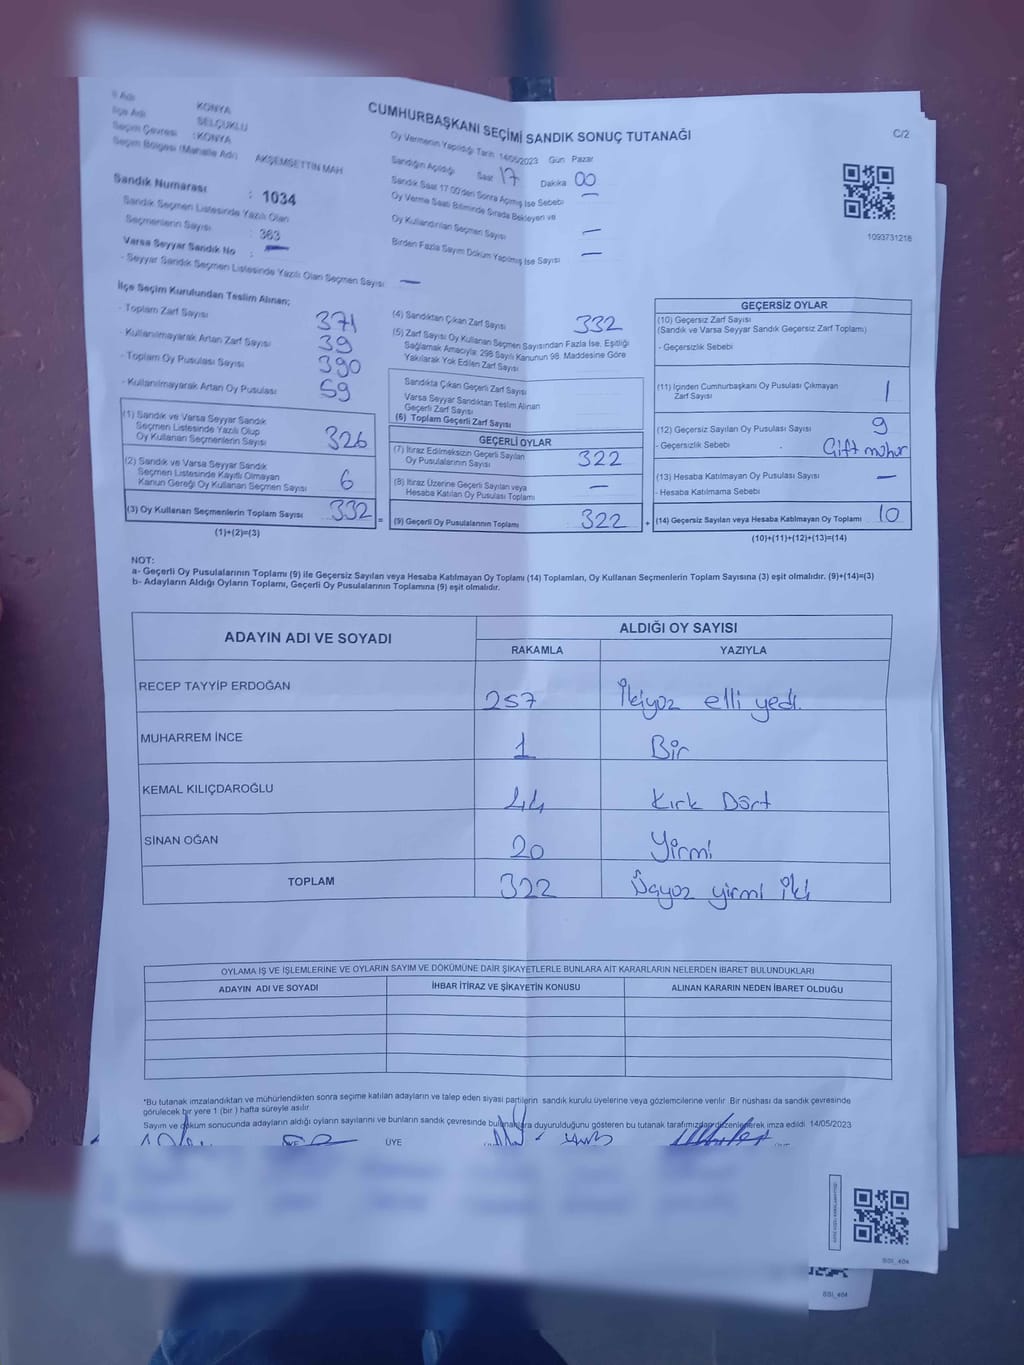 İl Adı KONYA
İlçe Adı SELÇUKLU
Seçim Çevresi : KONYA
Seçim Bölgesi (Mahalle Adı) AKŞEMSETTİN MAH
Sandık Numarası : 1034
Sandık Seçmen Listesinde Yazılı Olan
Seçmenlerin Sayısı : 363
Varsa Seyyar Sandık No : —
- Seyyar Sandık Seçmen Listesinde Yazılı Olan Seçmen Sayısı —
CUMHURBAŞKANI SEÇİMİ SANDIK SONUÇ TUTANAĞI
C/2
Oy Vermenin Yapıldığı Tarih 14/05/2023 Gün Pazar
Sandığın Açıldığı Saat 17 Dakika 00
Sandık Saat 17 00'den Sonra Açılmış İse Sebebi —
Oy Verme Saati Bitiminde Sırada Bekleyen ve
Oy Kullandırılan Seçmen Sayısı —
Birden Fazla Sayım Döküm Yapılmış İse Sayısı —
1093731216
İlçe Seçim Kurulundan Teslim Alınan;
- Toplam Zarf Sayısı 371
- Kullanılmayarak Artan Zarf Sayısı 39
- Toplam Oy Pusulası Sayısı 390
- Kullanılmayarak Artan Oy Pusulası 59
(1) Sandık ve Varsa Seyyar Sandık
Seçmen Listesinde Yazılı Olup
Oy Kullanan Seçmenlerin Sayısı 326
(2) Sandık ve Varsa Seyyar Sandık
Seçmen Listesinde Kayıtlı Olmayan
Kanun Gereği Oy Kullanan Seçmen Sayısı 6
(3) Oy Kullanan Seçmenlerin Toplam Sayısı 332 =
(1)+(2)=(3)
(4) Sandıktan Çıkan Zarf Sayısı 332
(5) Zarf Sayısı Oy Kullanan Seçmen Sayısından Fazla İse, Eşitliği
Sağlamak Amacıyla; 298 Sayılı Kanunun 98. Maddesine Göre
Yakılarak Yok Edilen Zarf Sayısı
Sandıkta Çıkan Geçerli Zarf Sayısı
Varsa Seyyar Sandıktan Teslim Alınan
Geçerli Zarf Sayısı
(6) Toplam Geçerli Zarf Sayısı
GEÇERLİ OYLAR
(7) İtiraz Edilmeksizin Geçerli Sayılan
Oy Pusulalarının Sayısı 322
(8) İtiraz Üzerine Geçerli Sayılan veya
Hesaba Katılan Oy Pusulası Toplamı —
(9) Geçerli Oy Pusulalarının Toplamı 322 +
GEÇERSİZ OYLAR
(10) Geçersiz Zarf Sayısı
(Sandık ve Varsa Seyyar Sandık Geçersiz Zarf Toplamı)
- Geçersizlik Sebebi
(11) İçinden Cumhurbaşkanı Oy Pusulası Çıkmayan
Zarf Sayısı 1
(12) Geçersiz Sayılan Oy Pusulası Sayısı 9
- Geçersizlik Sebebi Çift mühür
(13) Hesaba Katılmayan Oy Pusulası Sayısı —
- Hesaba Katılmama Sebebi
(14) Geçersiz Sayılan veya Hesaba Katılmayan Oy Toplamı 10
(10)+(11)+(12)+(13)=(14)
NOT:
a- Geçerli Oy Pusulalarının Toplamı (9) ile Geçersiz Sayılan veya Hesaba Katılmayan Oy Toplamı (14) Toplamları, Oy Kullanan Seçmenlerin Toplam Sayısına (3) eşit olmalıdır. (9)+(14)=(3)
b- Adayların Aldığı Oyların Toplamı, Geçerli Oy Pusulalarının Toplamına (9) eşit olmalıdır.
ADAYIN ADI VE SOYADI ALDIĞI OY SAYISI
RAKAMLA YAZIYLA
RECEP TAYYİP ERDOĞAN 257 İkiyüz elli yedi.
MUHARREM İNCE 1 Bir
KEMAL KILIÇDAROĞLU 44 Kırk Dört
SİNAN OĞAN 20 Yirmi
TOPLAM 322 Üçyüz yirmi iki
OYLAMA İŞ VE İŞLEMLERİNE VE OYLARIN SAYIM VE DÖKÜMÜNE DAİR ŞİKAYETLERLE BUNLARA AİT KARARLARIN NELERDEN İBARET BULUNDUKLARI
ADAYIN ADI VE SOYADI İHBAR İTİRAZ VE ŞİKAYETİN KONUSU ALINAN KARARIN NEDEN İBARET OLDUĞU
*Bu tutanak imzalandıktan ve mühürlendikten sonra seçime katılan adayların ve talep eden siyasi partilerin sandık kurulu üyelerine veya gözlemcilerine verilir. Bir nüshası da sandık çevresinde
görülecek bir yere 1 (bir) hafta süreyle asılır
Sayım ve döküm sonucunda adayların aldığı oyların sayılarını ve bunların sandık çevresinde bulunanlara duyurulduğunu gösteren bu tutanak tarafımızdan düzenlenerek imza edildi 14/05/2023
ÜYE
SSI_404
SSI_404